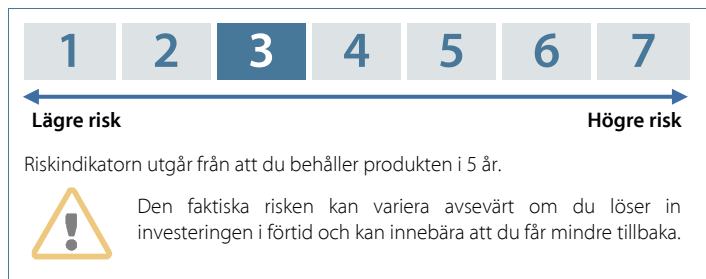 1 2 3 4 5 6 7
Lägre risk Högre risk
Riskindikatorn utgår från att du behåller produkten i 5 år.
Den faktiska risken kan variera avsevärt om du löser in
investeringen i förtid och kan innebära att du får mindre tillbaka.